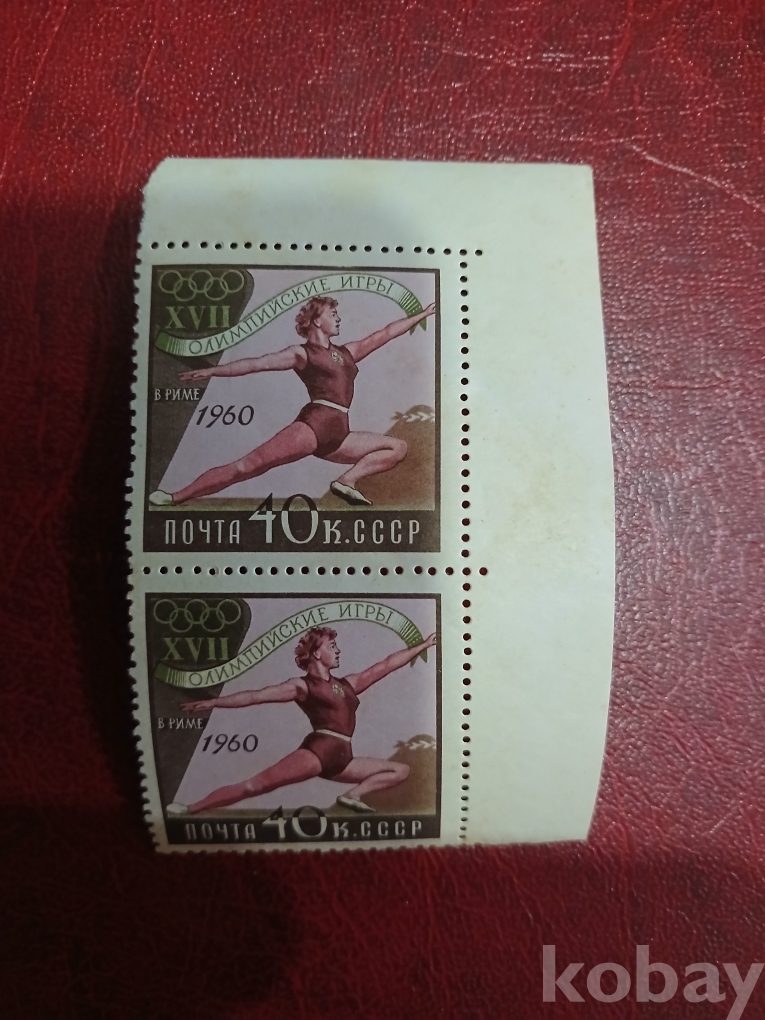 XVII
ОЛИМПИЙСКИЕ ИГРЫ
В РИМЕ
1960
ПОЧТА 40 К. СССР
XVII
ОЛИМПИЙСКИЕ ИГРЫ
В РИМЕ
1960
ПОЧТА 40 К. СССР
kobay